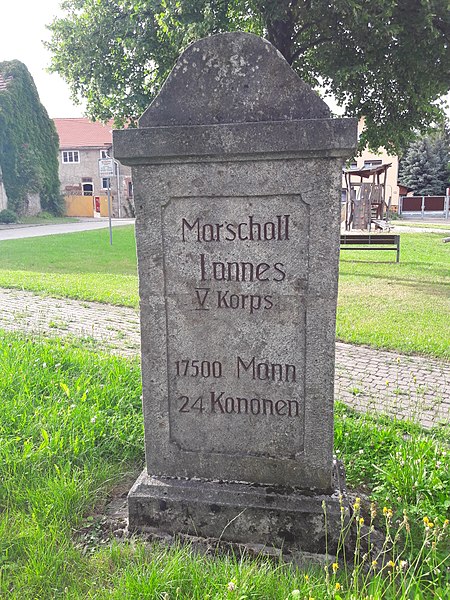 Marschall
Lannes
V Korps
17500 Mann
24 Kanonen